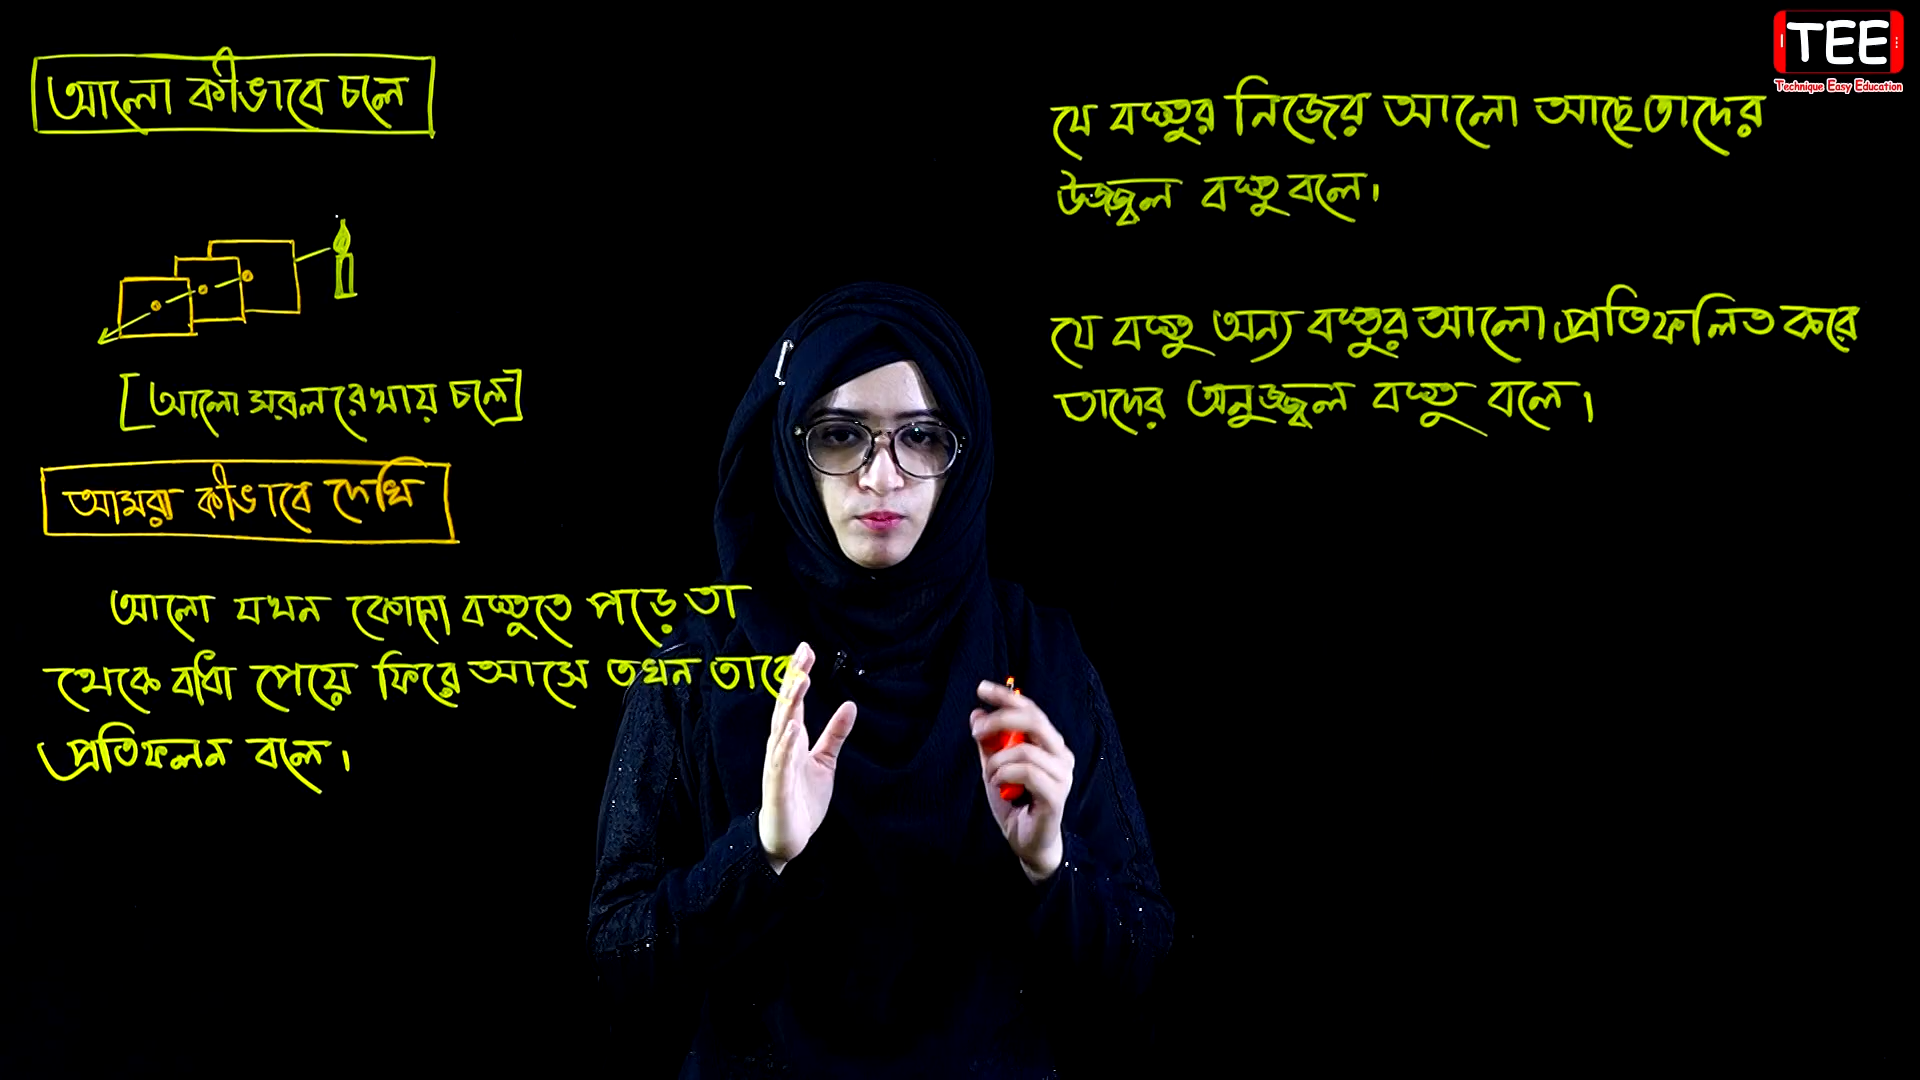 আলো কীভাবে চলে
[আলো সরল রেখায় চলে]
আমরা কীভাবে দেখি
আলো যখন কোনো বস্তুতে পড়ে তা
থেকে বাধা পেয়ে ফিরে আসে তখন তাকে
প্রতিফলন বলে।
যে বস্তুর নিজের আলো আছে তাদের
উজ্জ্বল বস্তু বলে।
যে বস্তু অন্য বস্তুর আলো প্রতিফলিত করে
তাদের অনুজ্জ্বল বস্তু বলে।
TEE
Technique Easy Education